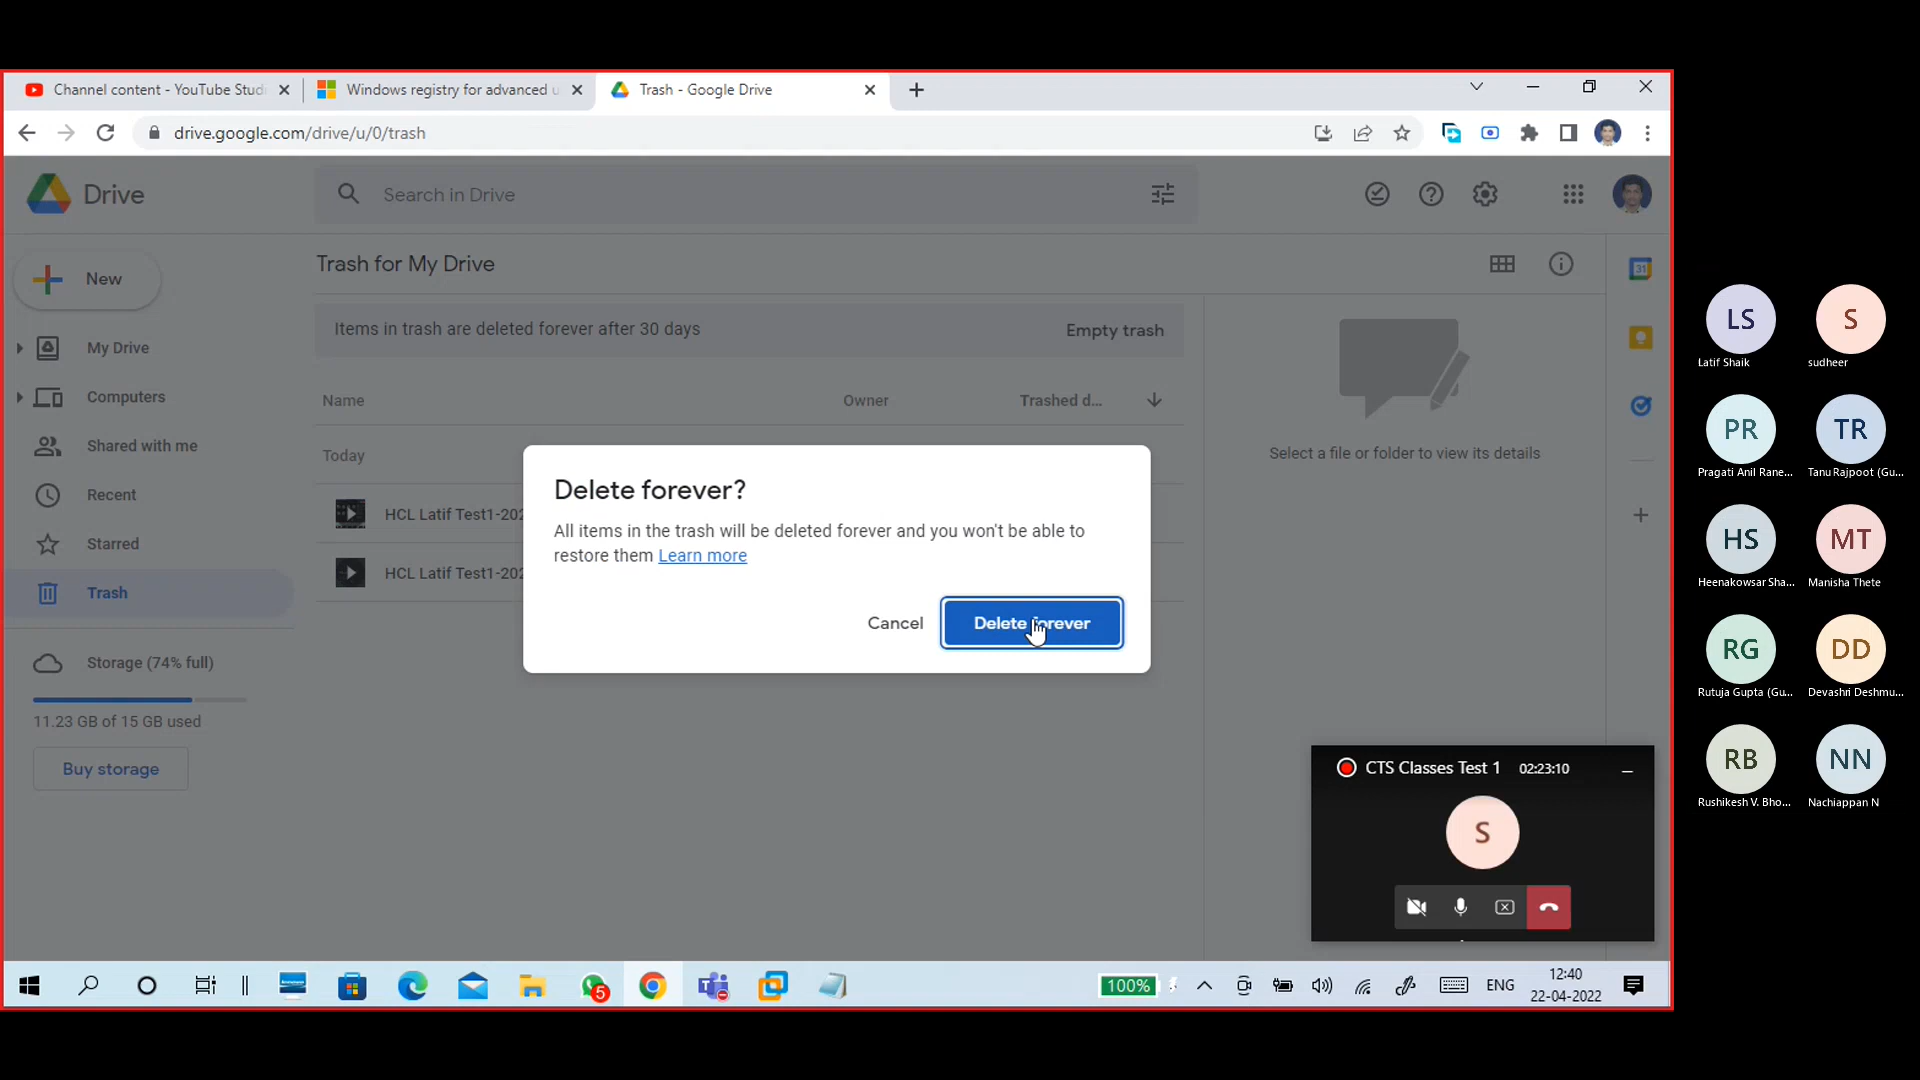 Channel content - YouTube Studi
Windows registry for advanced u
Trash - Google Drive
drive.google.com/drive/u/0/trash
Drive
Search in Drive
New
Trash for My Drive
31
Items in trash are deleted forever after 30 days
Empty trash
My Drive
Computers
Shared with me
Recent
Starred
Trash
Storage (74% full)
11.23 GB of 15 GB used
Buy storage
Name
Owner
Trashed d...
Today
HCL Latif Test1-202
HCL Latif Test1-202
Select a file or folder to view its details
Delete forever?
All items in the trash will be deleted forever and you won't be able to
restore them Learn more
Cancel
Delete forever
CTS Classes Test 1
02:23:10
S
LS
S
Latif Shaik
sudheer
PR
TR
Pragati Anil Rane...
Tanu Rajpoot (Gu...
HS
MT
Heenakowsar Sha...
Manisha Thete
RG
DD
Rutuja Gupta (Gu...
Devashri Deshmu...
RB
NN
Rushikesh V. Bho...
Nachiappan N
5
100%
ENG
12:40
22-04-2022